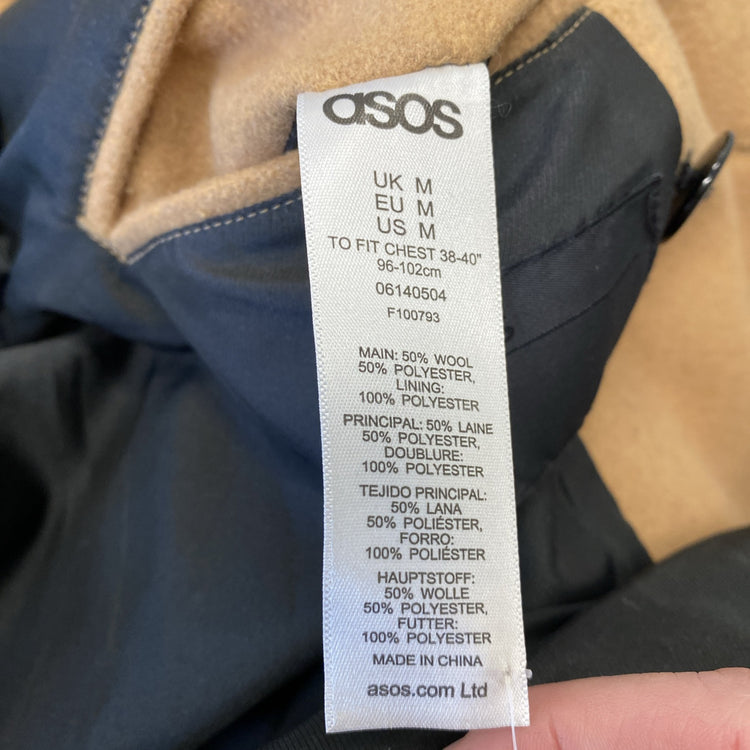 asos
UK M
EU M
US M
TO FIT CHEST 38-40"
96-102cm
06140504
F100793
MAIN: 50% WOOL
50% POLYESTER,
LINING:
100% POLYESTER
PRINCIPAL: 50% LAINE
50% POLYESTER,
DOUBLURE:
100% POLYESTER
TEJIDO PRINCIPAL:
50% LANA
50% POLIÉSTER,
FORRO:
100% POLIÉSTER
HAUPTSTOFF:
50% WOLLE
50% POLYESTER,
FUTTER:
100% POLYESTER
MADE IN CHINA
asos.com Ltd